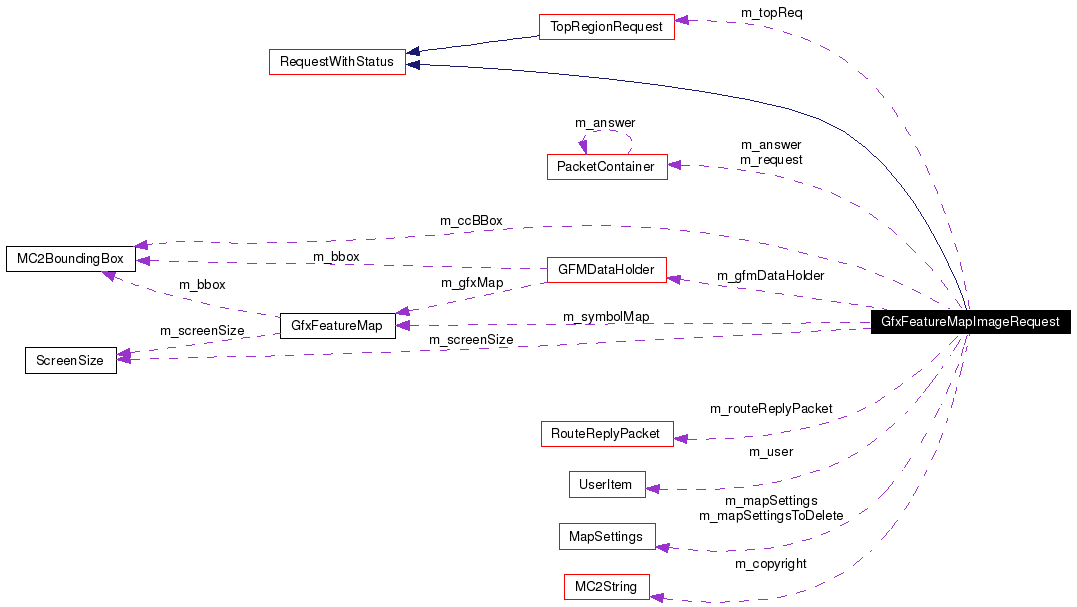 m_topReq
TopRegionRequest
RequestWithStatus
m_answer
PacketContainer
m_answer
m_request
m_ccBBox
MC2BoundingBox
m_bbox
GFMDataHolder
m_gfmDataHolder
m_bbox
m_gfxMap
GfxFeatureMap
m_symbolMap
GfxFeatureMapImageRequest
m_screenSize
m_screenSize
ScreenSize
m_routeReplyPacket
RouteReplyPacket
m_user
UserItem
m_mapSettings
m_mapSettingsToDelete
MapSettings
m_copyright
MC2String